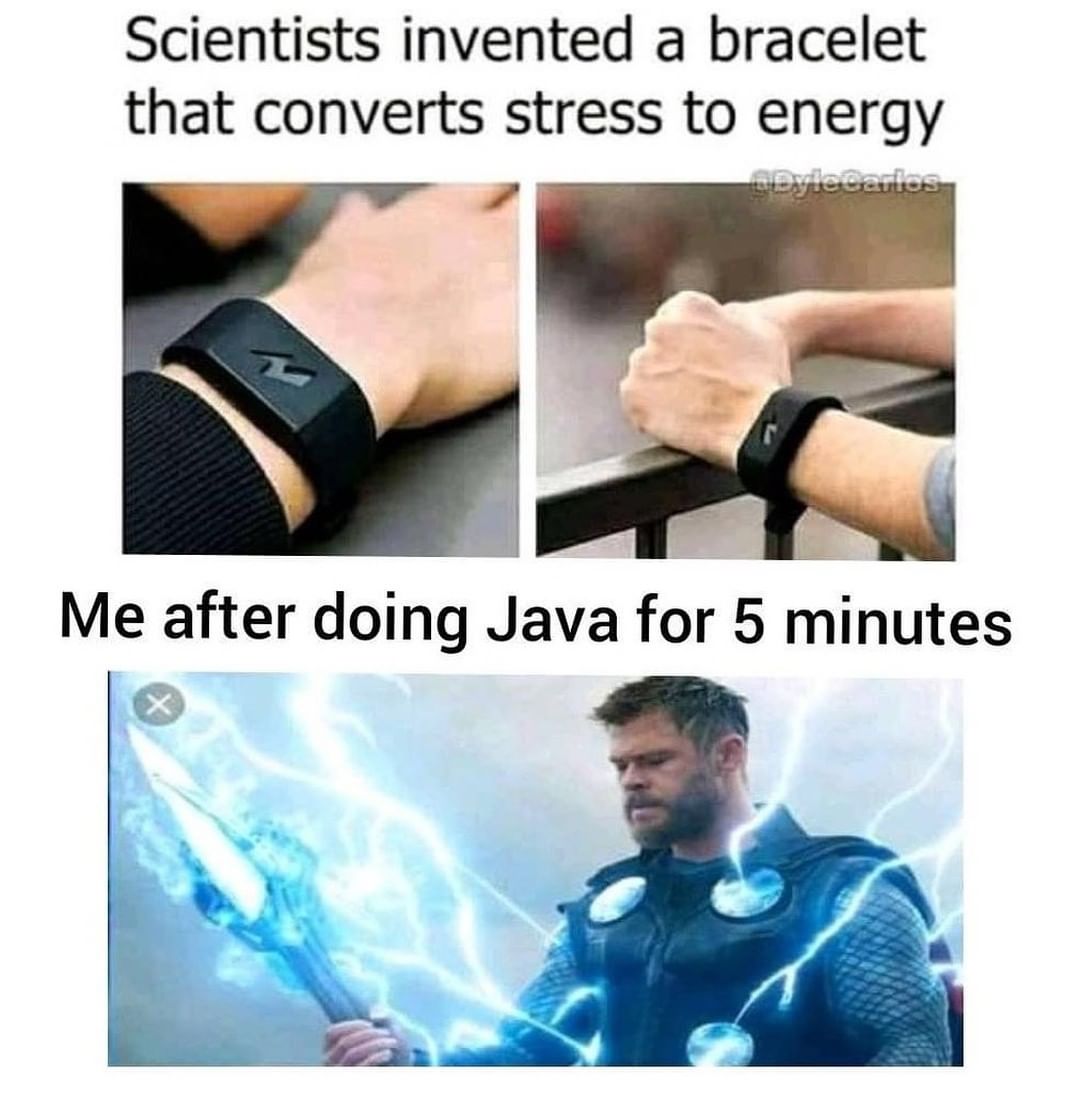 Scientists invented a bracelet
that converts stress to energy
@DyleCarlos
Me after doing Java for 5 minutes